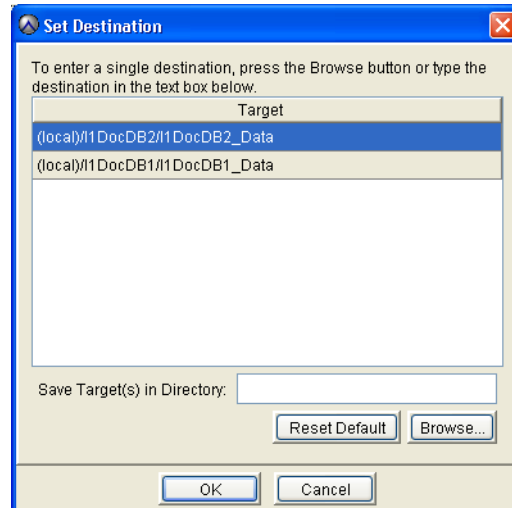 Set Destination
To enter a single destination, press the Browse button or type the
destination in the text box below.
Target
(local)/I1DocDB2/I1DocDB2_Data
(local)/I1DocDB1/I1DocDB1_Data
Save Target(s) in Directory:
Reset Default Browse...
OK Cancel